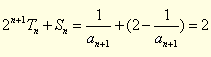 2^{n+1}T_n + S_n = \frac{1}{a_{n+1}} + (2 - \frac{1}{a_{n+1}}) = 2